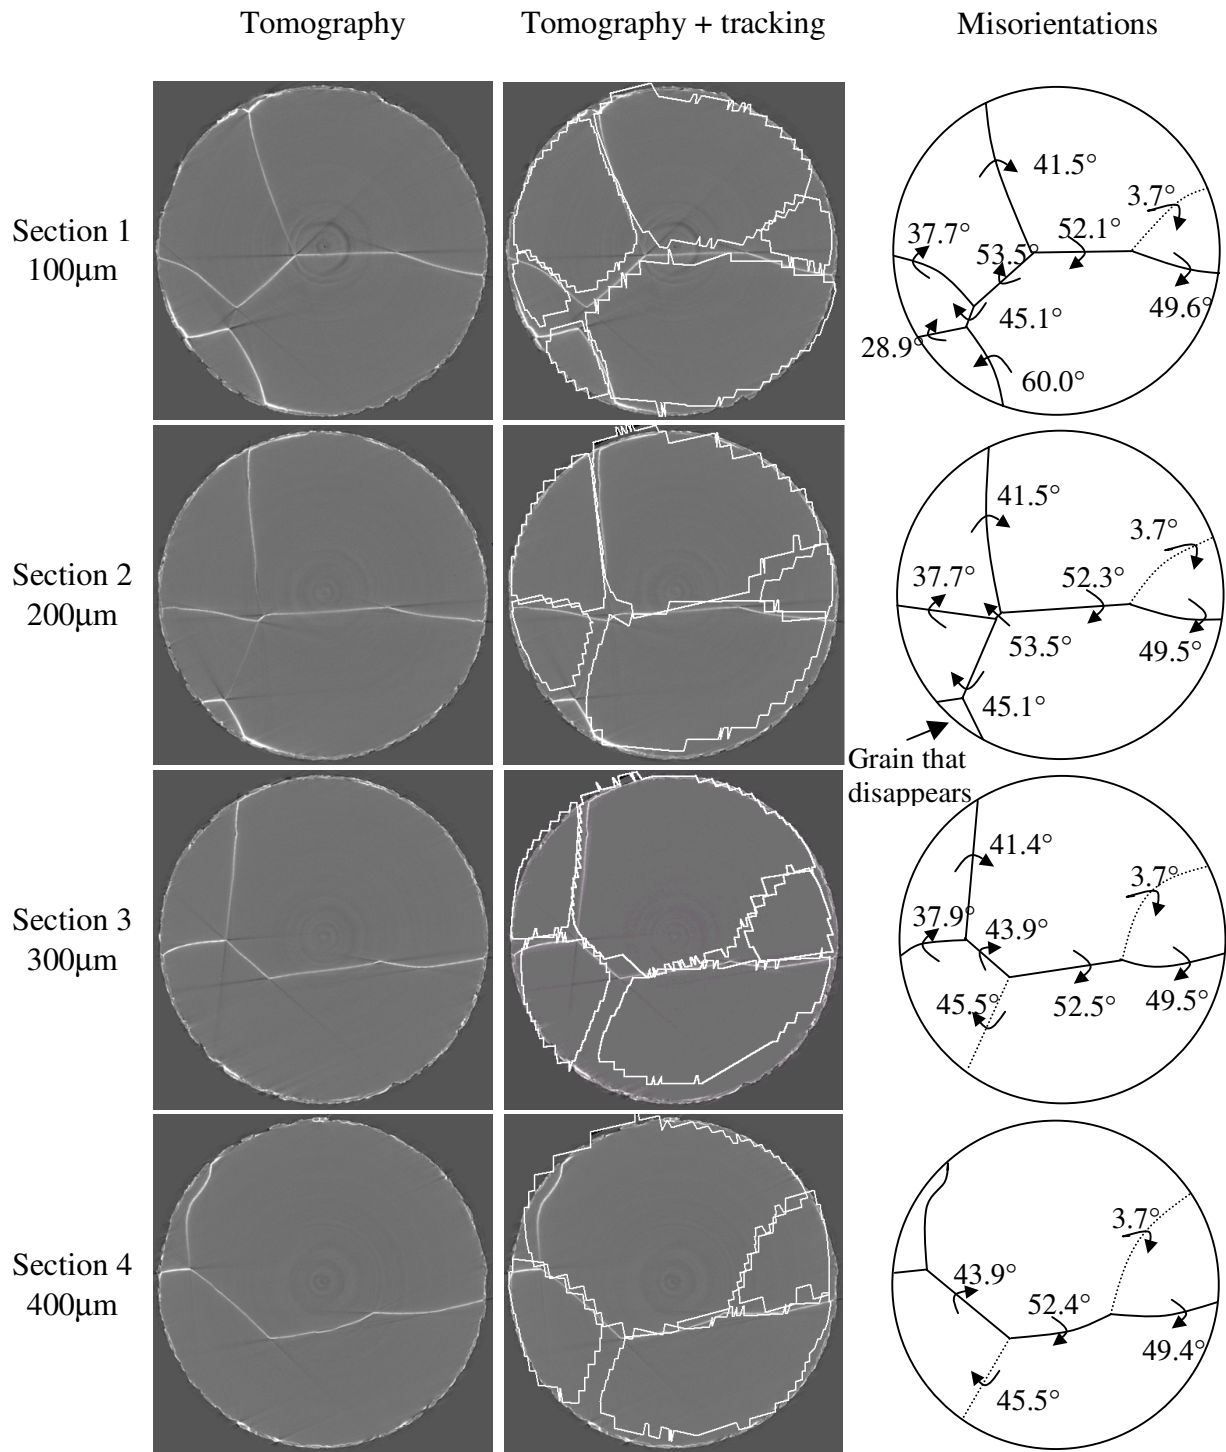 Tomography
Tomography + tracking
Misorientations
Section 1
100μm
41.5°
3.7°
37.7°
53.5°
52.1°
45.1°
49.6°
28.9°
60.0°
Section 2
200μm
41.5°
3.7°
37.7°
52.3°
53.5°
49.5°
45.1°
Grain that
disappears
Section 3
300μm
41.4°
3.7°
37.9°
43.9°
45.5°
52.5°
49.5°
Section 4
400μm
3.7°
43.9°
52.4°
49.4°
45.5°